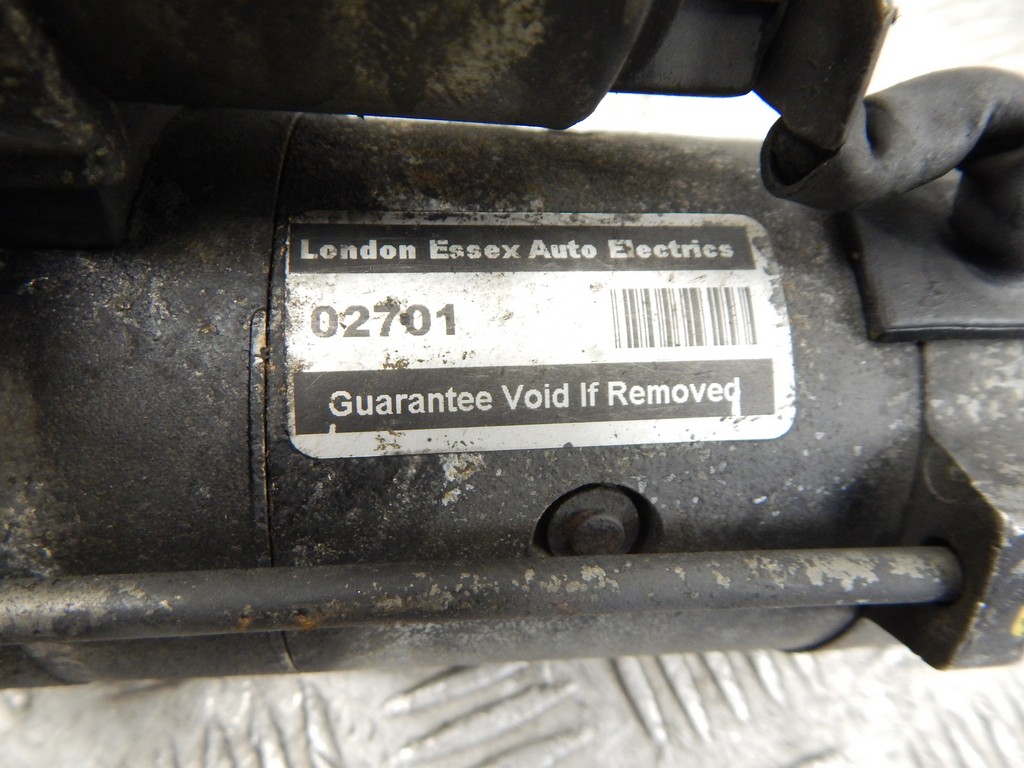 London Essex Auto Electrics
02701
Guarantee Void If Removed